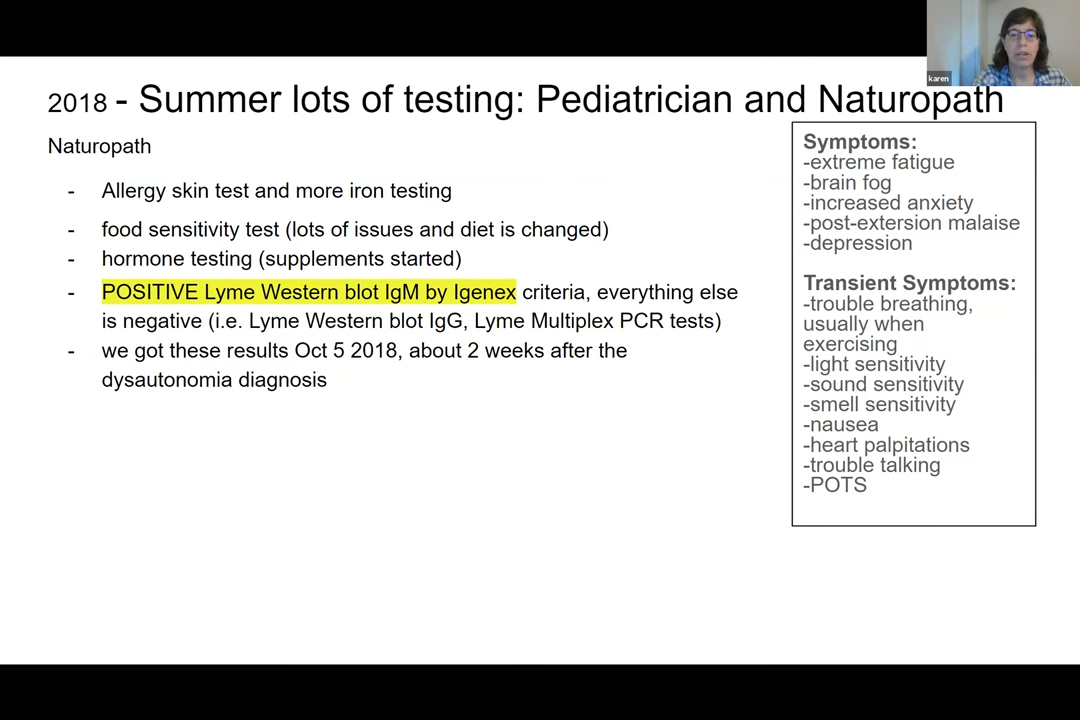 karen
2018 - Summer lots of testing: Pediatrician and Naturopath
Naturopath
- Allergy skin test and more iron testing
- food sensitivity test (lots of issues and diet is changed)
- hormone testing (supplements started)
- POSITIVE Lyme Western blot IgM by Igenex criteria, everything else
is negative (i.e. Lyme Western blot IgG, Lyme Multiplex PCR tests)
- we got these results Oct 5 2018, about 2 weeks after the
dysautonomia diagnosis
Symptoms:
-extreme fatigue
-brain fog
-increased anxiety
-post-extersion malaise
-depression
Transient Symptoms:
-trouble breathing,
usually when
exercising
-light sensitivity
-sound sensitivity
-smell sensitivity
-nausea
-heart palpitations
-trouble talking
-POTS